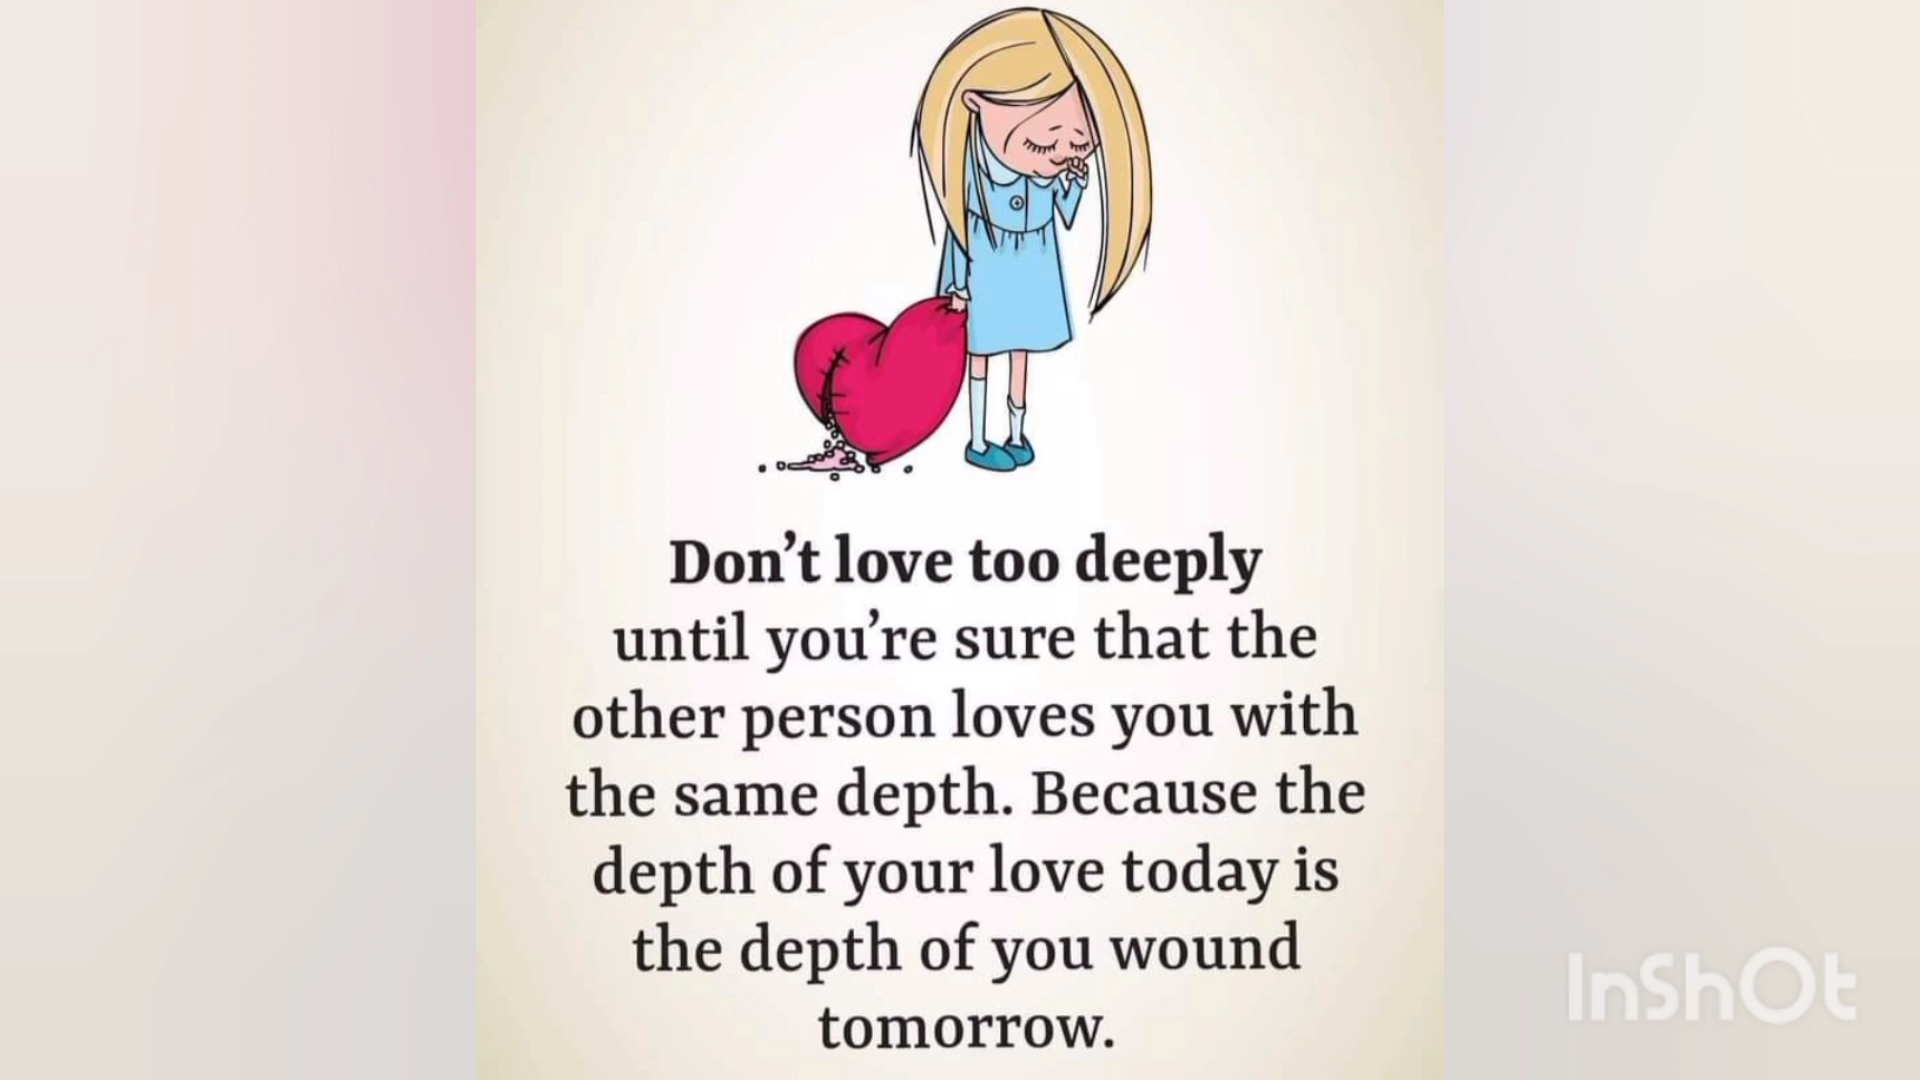 Don't love too deeply
until you're sure that the
other person loves you with
the same depth. Because the
depth of your love today is
the depth of you wound
tomorrow.
InShOt